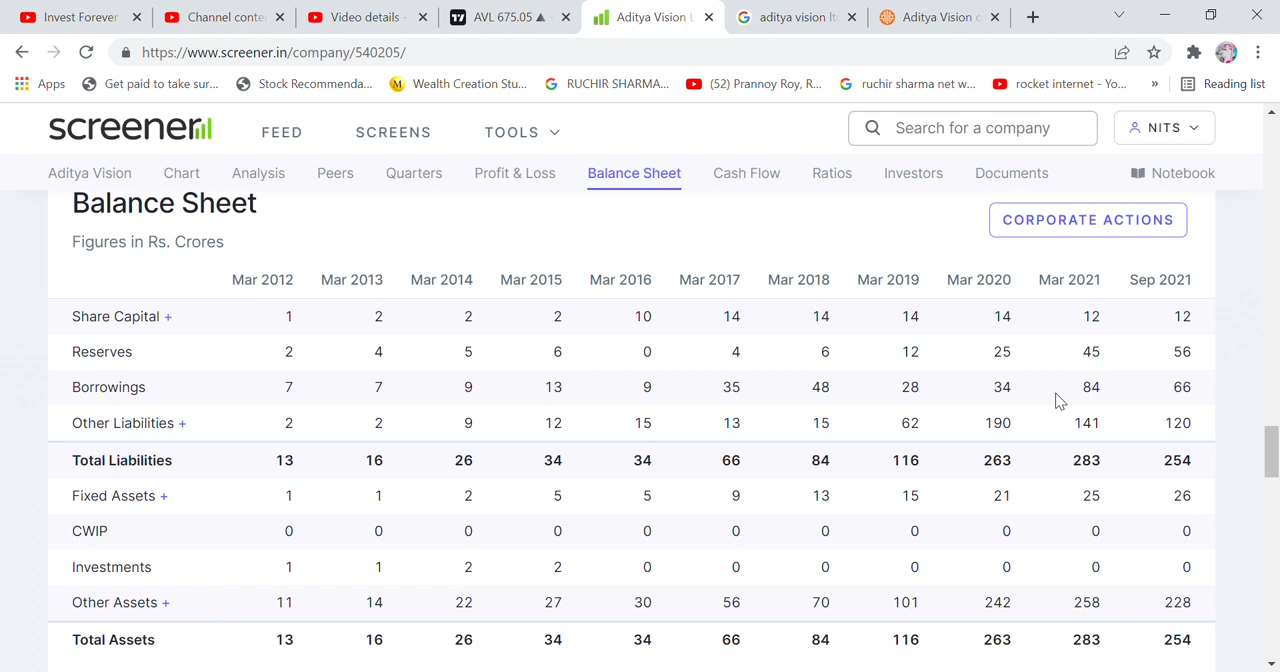 Invest Forever
Channel conte
Video details -
AVL 675.05 ▲
Aditya Vision L
aditya vision lt
Aditya Vision c
https://www.screener.in/company/540205/
Apps
Get paid to take sur...
Stock Recommenda...
Wealth Creation Stu...
RUCHIR SHARMA...
(52) Prannoy Roy, R...
ruchir sharma net w...
rocket internet - Yo...
»
Reading list
screener
FEED
SCREENS
TOOLS
Search for a company
NITS
Aditya Vision
Chart
Analysis
Peers
Quarters
Profit & Loss
Balance Sheet
Cash Flow
Ratios
Investors
Documents
Notebook
Balance Sheet
CORPORATE ACTIONS
Figures in Rs. Crores
Mar 2012 Mar 2013 Mar 2014 Mar 2015 Mar 2016 Mar 2017 Mar 2018 Mar 2019 Mar 2020 Mar 2021 Sep 2021
Share Capital + 1 2 2 2 10 14 14 14 14 12 12
Reserves 2 4 5 6 0 4 6 12 25 45 56
Borrowings 7 7 9 13 9 35 48 28 34 84 66
Other Liabilities + 2 2 9 12 15 13 15 62 190 141 120
Total Liabilities 13 16 26 34 34 66 84 116 263 283 254
Fixed Assets + 1 1 2 5 5 9 13 15 21 25 26
CWIP 0 0 0 0 0 0 0 0 0 0 0
Investments 1 1 2 2 0 0 0 0 0 0 0
Other Assets + 11 14 22 27 30 56 70 101 242 258 228
Total Assets 13 16 26 34 34 66 84 116 263 283 254